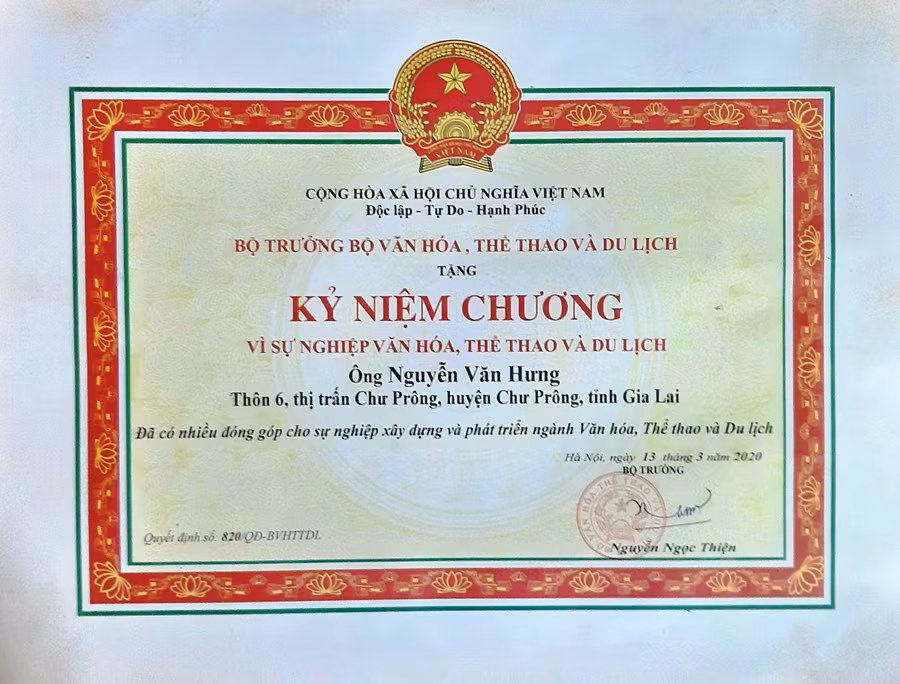 VIỆT NAM
CỘNG HÒA XÃ HỘI CHỦ NGHĨA VIỆT NAM
Độc lập - Tự Do - Hạnh Phúc
BỘ TRƯỞNG BỘ VĂN HÓA , THỂ THAO VÀ DU LỊCH
TẶNG
KỶ NIỆM CHƯƠNG
VÌ SỰ NGHIỆP VĂN HÓA, THỂ THAO VÀ DU LỊCH
Ông Nguyễn Văn Hưng
Thôn 6, thị trấn Chư Prông, huyện Chư Prông, tỉnh Gia Lai
Đã có nhiều đóng góp cho sự nghiệp xây dựng và phát triển ngành Văn hóa, Thể thao và Du lịch
Hà Nội, ngày 13 tháng 3 năm 2020
BỘ TRƯỞNG
Quyết định số: 820/QĐ-BVHTTDL
Nguyễn Ngọc Thiện